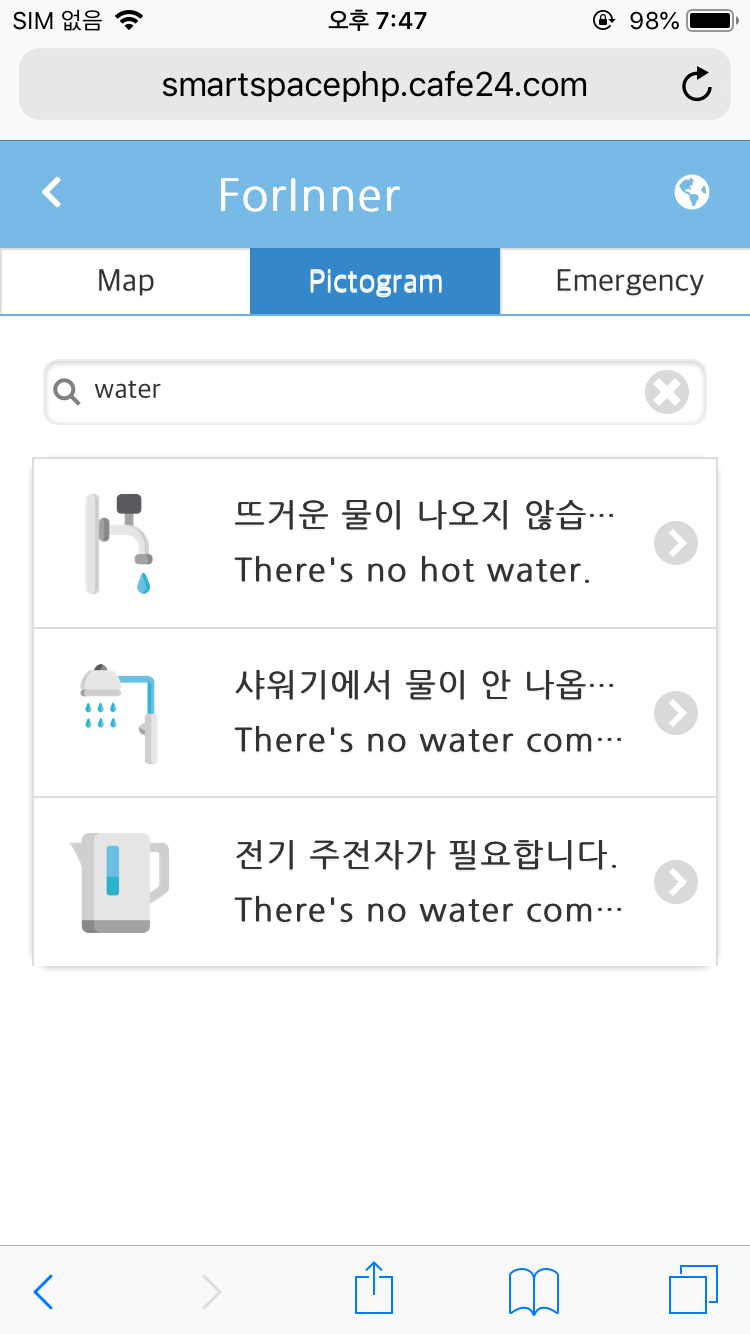 SIM 없음 오후 7:47 98%
smartspacephp.cafe24.com
ForInner
Map Pictogram Emergency
water
뜨거운 물이 나오지 않습…
There's no hot water.
샤워기에서 물이 안 나옵…
There's no water com…
전기 주전자가 필요합니다.
There's no water com…